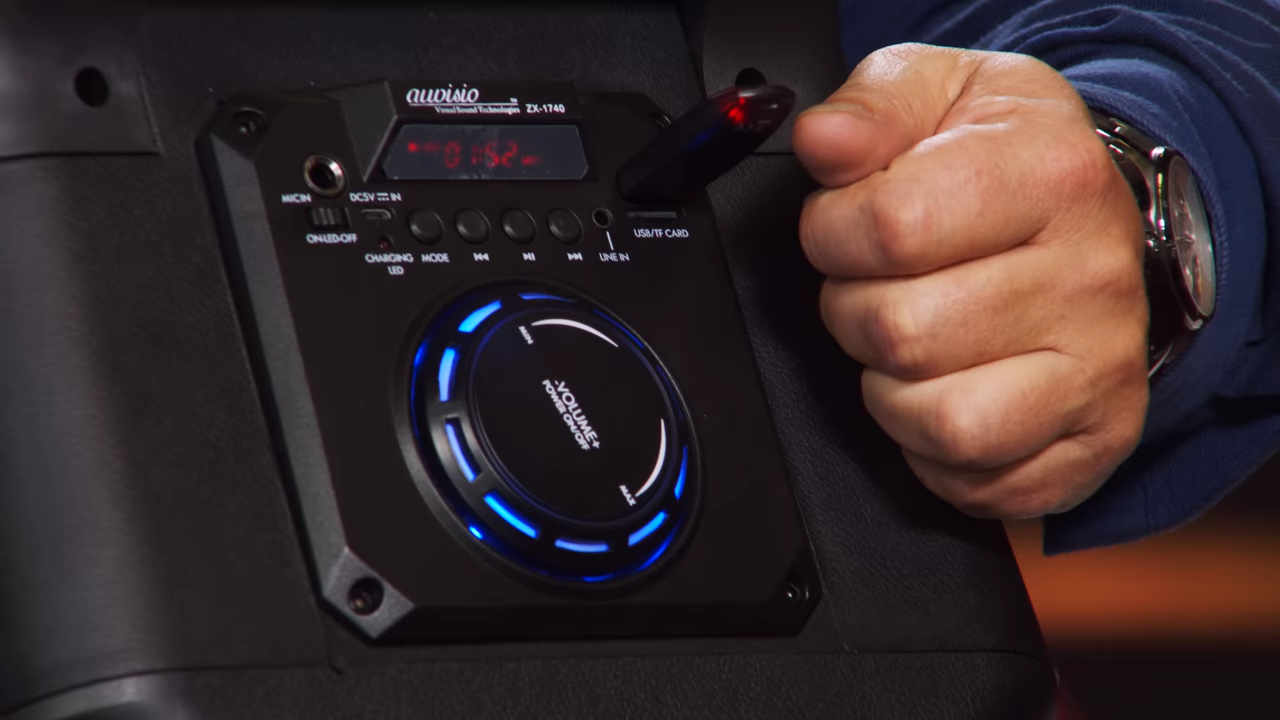 auvisio
Visual Sound Technologies
ZX-1740
01:52
MIC IN
DC5V IN
ON-LED-OFF
CHARGING
LED
MODE
LINE IN
USB/TF CARD
MIN
-VOLUME+
POWER ON/OFF
MAX